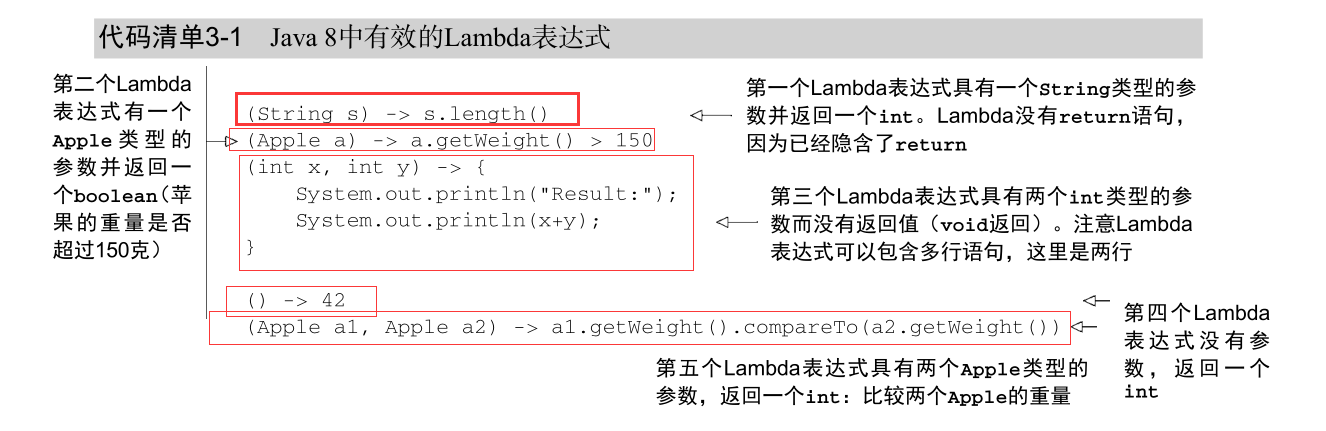 代码清单3-1 Java 8中有效的Lambda表达式
第二个Lambda
表达式有一个
Apple类型的
参数并返回一
个boolean（苹
果的重量是否
超过150克）
(String s) -> s.length()
(Apple a) -> a.getWeight() > 150
(int x, int y) -> {
    System.out.println("Result:");
    System.out.println(x+y);
}
() -> 42
(Apple a1, Apple a2) -> a1.getWeight().compareTo(a2.getWeight())
第一个Lambda表达式具有一个String类型的参
数并返回一个int。Lambda没有return语句，
因为已经隐含了return
第三个Lambda表达式具有两个int类型的参
数而没有返回值（void返回）。注意Lambda
表达式可以包含多行语句，这里是两行
第四个Lambda
表达式没有参
数，返回一个
int
第五个Lambda表达式具有两个Apple类型的
参数，返回一个int：比较两个Apple的重量